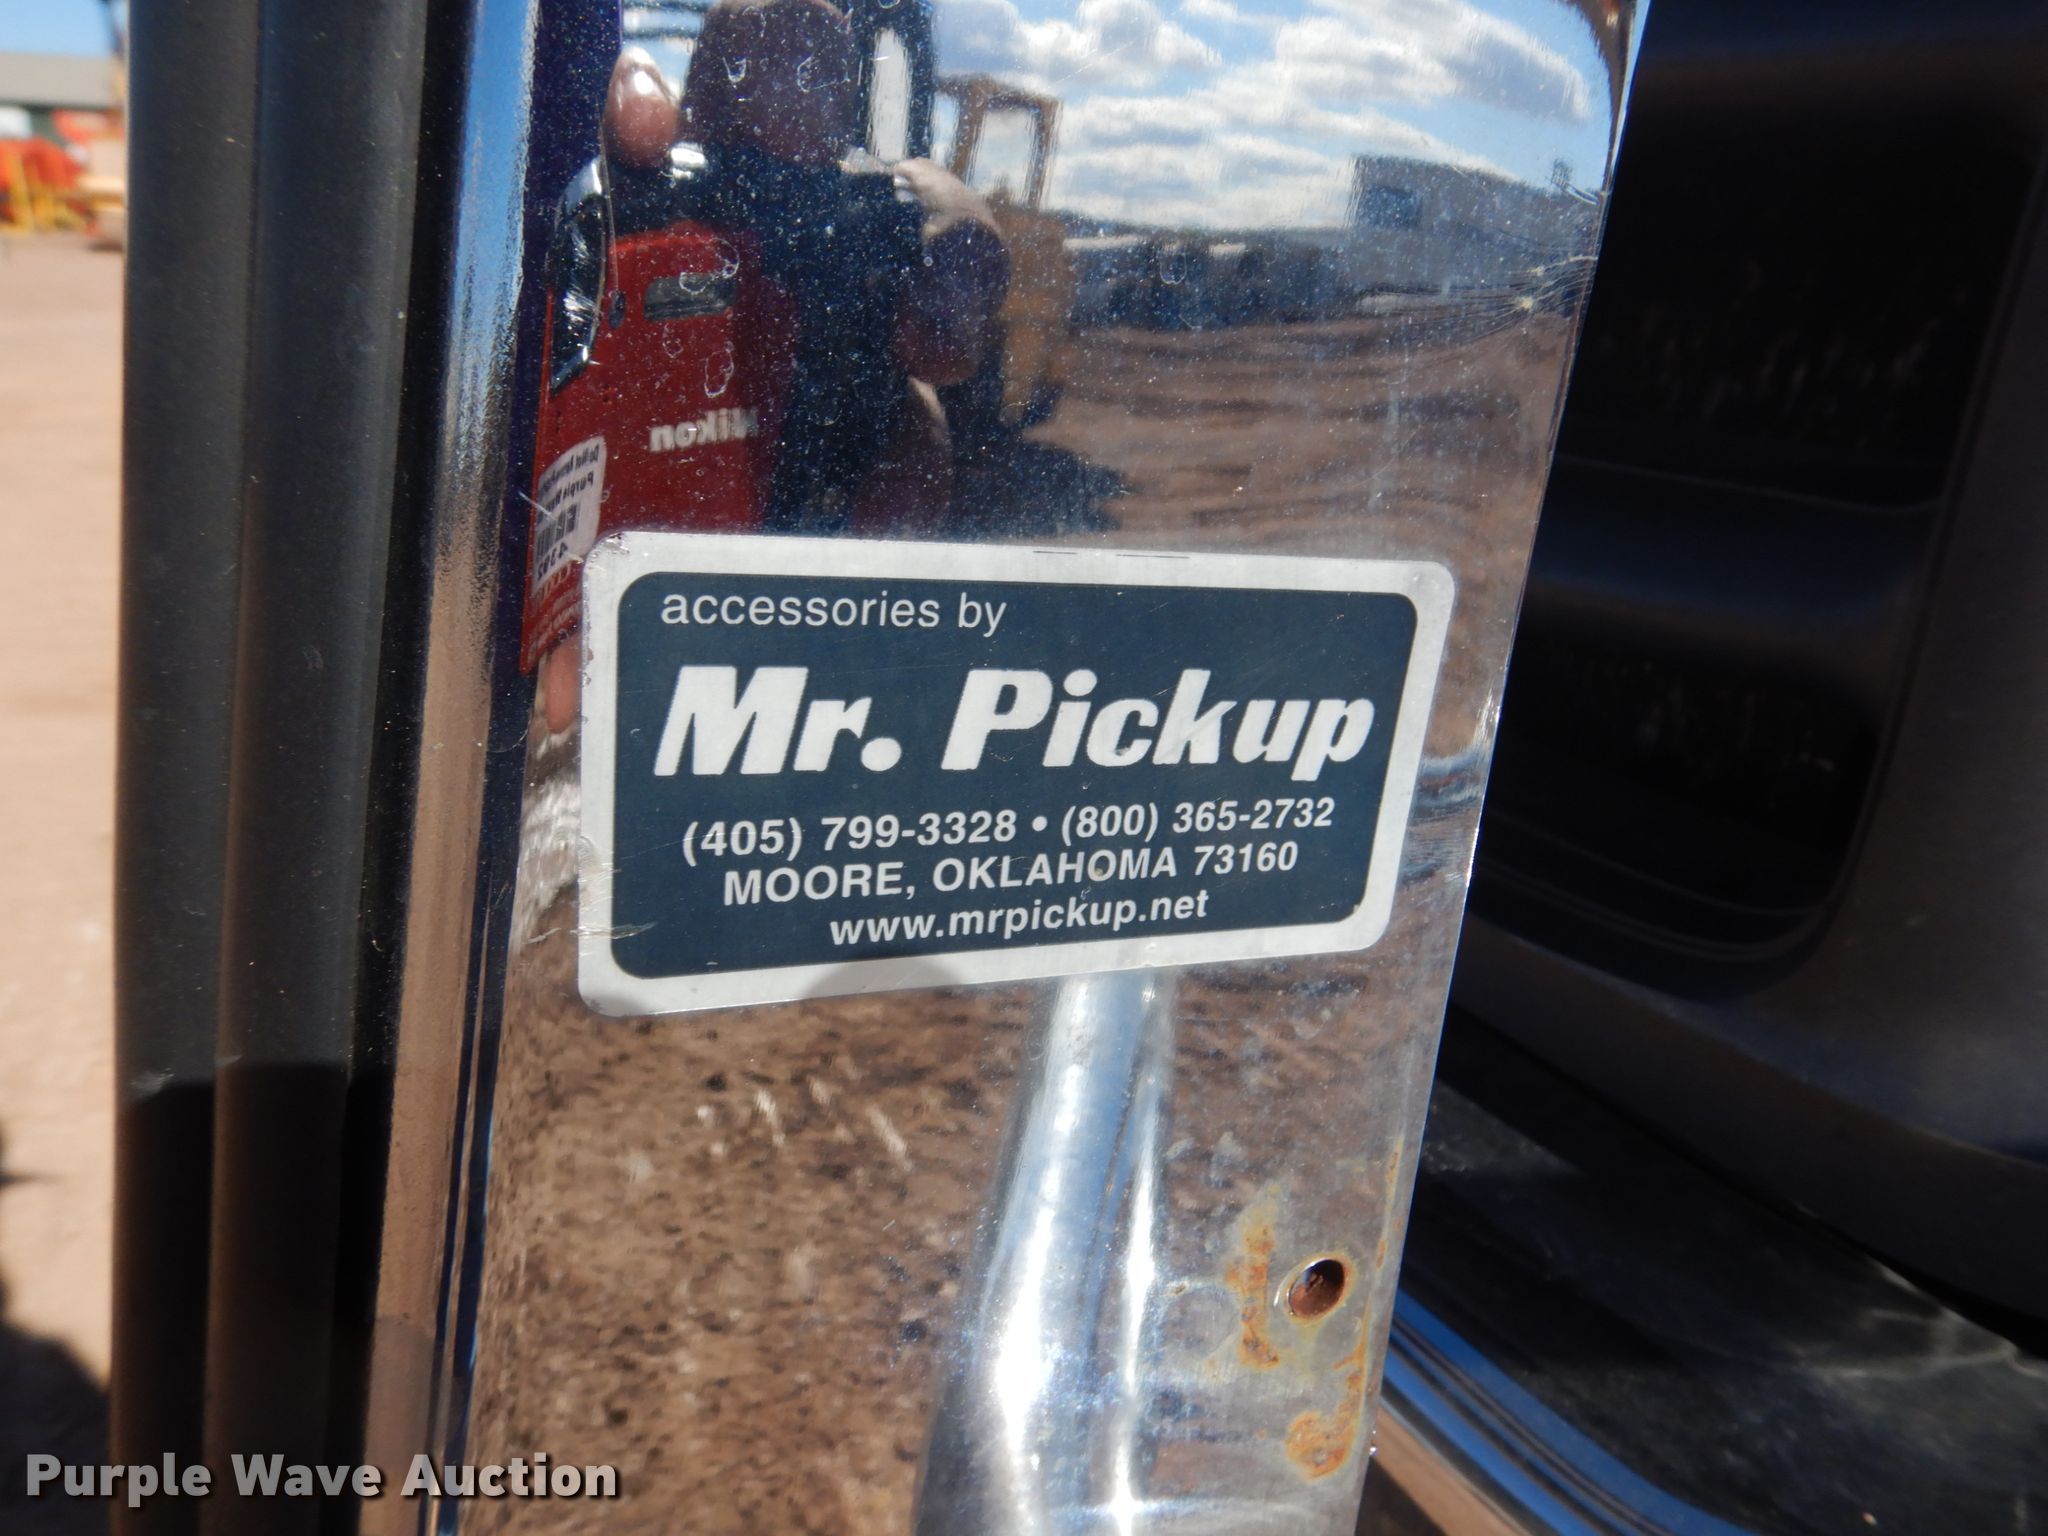 Nikon
accessories by
Mr. Pickup
(405) 799-3328 • (800) 365-2732
MOORE, OKLAHOMA 73160
www.mrpickup.net
Purple Wave Auction